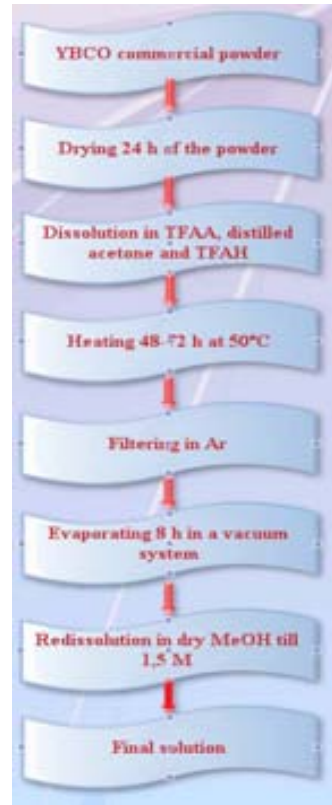 YBCO commercial powder
Drying 24 h of the powder
Dissolution in TFAA, distilled
acetone and TFAH
Heating 48-72 h at 50°C
Filtering in Ar
Evaporating 8 h in a vacuum
system
Redissolution in dry MeOH till
1,5 M
Final solution